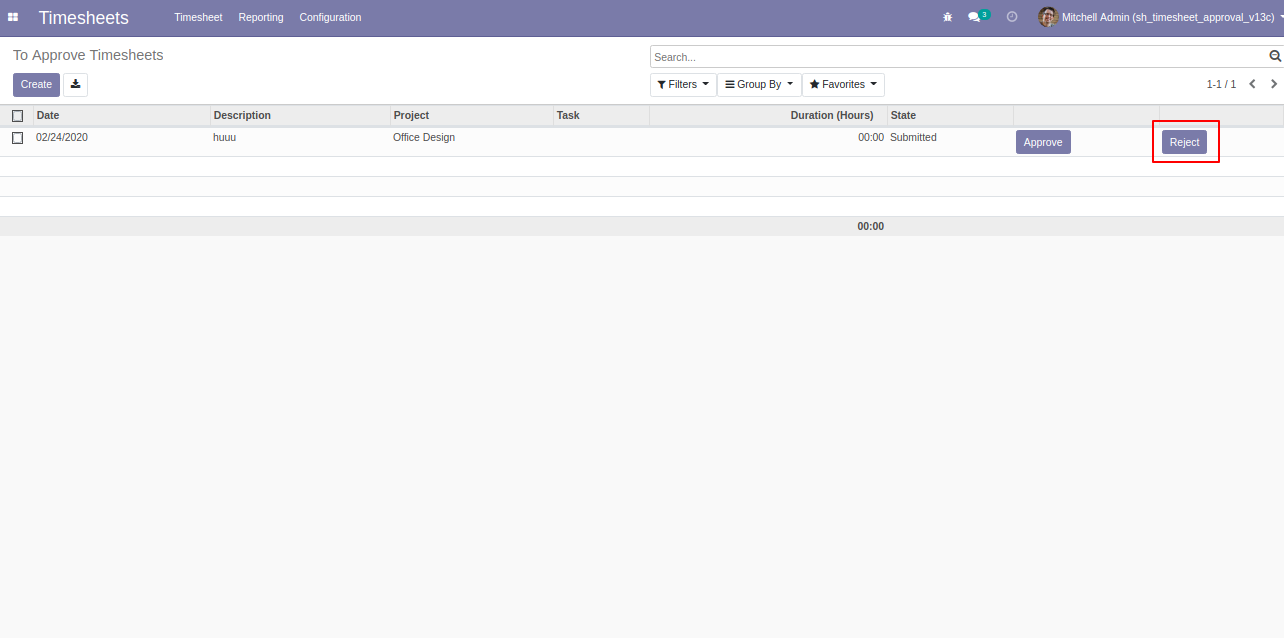 Timesheets Timesheet Reporting Configuration 3 Mitchell Admin (sh_timesheet_approval_v13c)
To Approve Timesheets Search...
Create Filters Group By Favorites 1-1 / 1
Date Description Project Task Duration (Hours) State
02/24/2020 huuu Office Design 00:00 Submitted Approve Reject
00:00